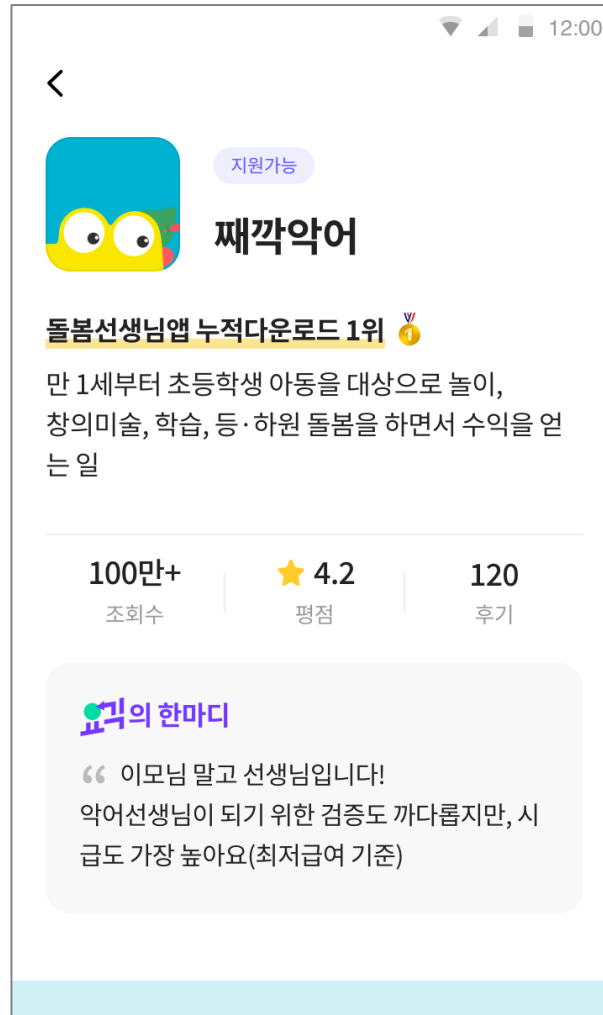 12:00
지원가능
째깍악어
돌봄선생님앱 누적다운로드 1위
만 1세부터 초등학생 아동을 대상으로 놀이,
창의미술, 학습, 등·하원 돌봄을 하면서 수익을 얻
는 일
100만+
조회수
4.2
평점
120
후기
요긱의 한마디
“ 이모님 말고 선생님입니다!
악어선생님이 되기 위한 검증도 까다롭지만, 시
급도 가장 높아요(최저급여 기준)